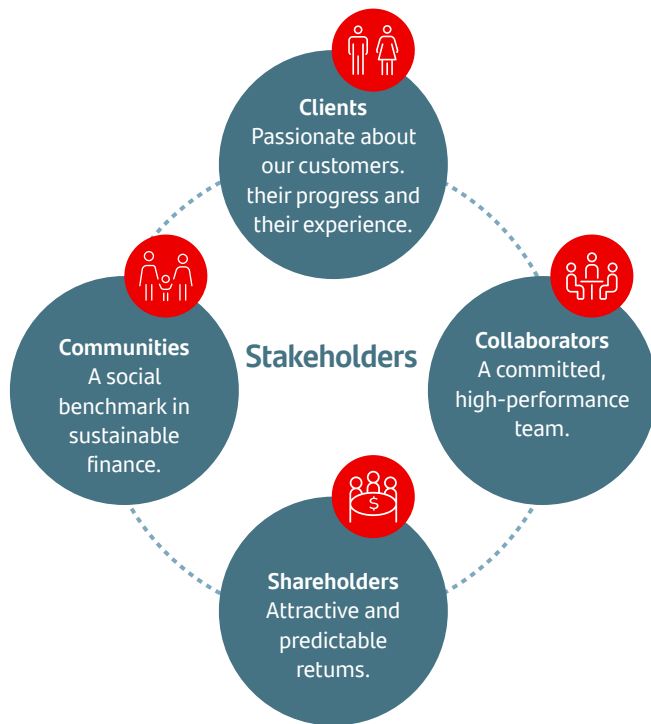 Clients
Passionate about
our customers.
their progress and
their experience.
Communities
A social
benchmark in
sustainable
finance.
Stakeholders
Collaborators
A committed,
high-performance
team.
$
Shareholders
Attractive and
predictable
retums.